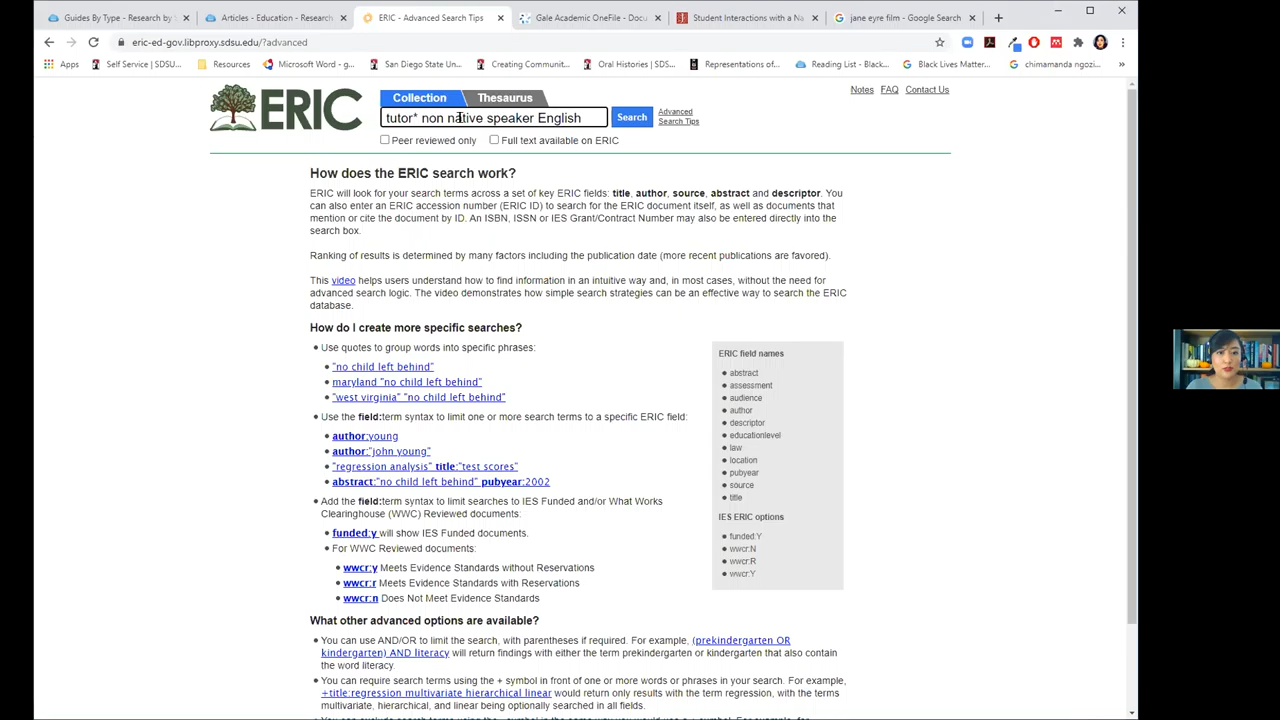 Guides By Type - Research by
Articles - Education - Research
ERIC - Advanced Search Tips
Gale Academic OneFile - Docu
Student Interactions with a Na
jane eyre film - Google Search
eric-ed-gov.libproxy.sdsu.edu/?advanced
Apps
Self Service | SDSU...
Resources
Microsoft Word - g...
San Diego State Un...
Creating Communit...
Oral Histories | SDS...
Representations of...
Reading List - Black...
Black Lives Matter...
chimamanda ngozi...
ERIC
Collection
Thesaurus
tutor* non native speaker English
Search
Advanced
Search Tips
Peer reviewed only
Full text available on ERIC
Notes FAQ Contact Us
How does the ERIC search work?
ERIC will look for your search terms across a set of key ERIC fields: title, author, source, abstract and descriptor. You
can also enter an ERIC accession number (ERIC ID) to search for the ERIC document itself, as well as documents that
mention or cite the document by ID. An ISBN, ISSN or IES Grant/Contract Number may also be entered directly into the
search box.
Ranking of results is determined by many factors including the publication date (more recent publications are favored).
This video helps users understand how to find information in an intuitive way and, in most cases, without the need for
advanced search logic. The video demonstrates how simple search strategies can be an effective way to search the ERIC
database.
How do I create more specific searches?
Use quotes to group words into specific phrases:
"no child left behind"
maryland "no child left behind"
"west virginia" "no child left behind"
Use the field:term syntax to limit one or more search terms to a specific ERIC field:
author:young
author:"john young"
"regression analysis" title:"test scores"
abstract:"no child left behind" pubyear:2002
Add the field:term syntax to limit searches to IES Funded and/or What Works
Clearinghouse (WWC) Reviewed documents:
funded:y will show IES Funded documents.
For WWC Reviewed documents:
wwcr:y Meets Evidence Standards without Reservations
wwcr:r Meets Evidence Standards with Reservations
wwcr:n Does Not Meet Evidence Standards
ERIC field names
abstract
assessment
audience
author
descriptor
educationlevel
law
location
pubyear
source
title
IES ERIC options
funded:Y
wwcr:N
wwcr:R
wwcr:Y
What other advanced options are available?
You can use AND/OR to limit the search, with parentheses if required. For example, (prekindergarten OR
kindergarten) AND literacy will return findings with either the term prekindergarten or kindergarten that also contain
the word literacy.
You can require search terms using the + symbol in front of one or more words or phrases in your search. For example,
+title:regression multivariate hierarchical linear would return only results with the term regression, with the terms
multivariate, hierarchical, and linear being optionally searched in all fields.